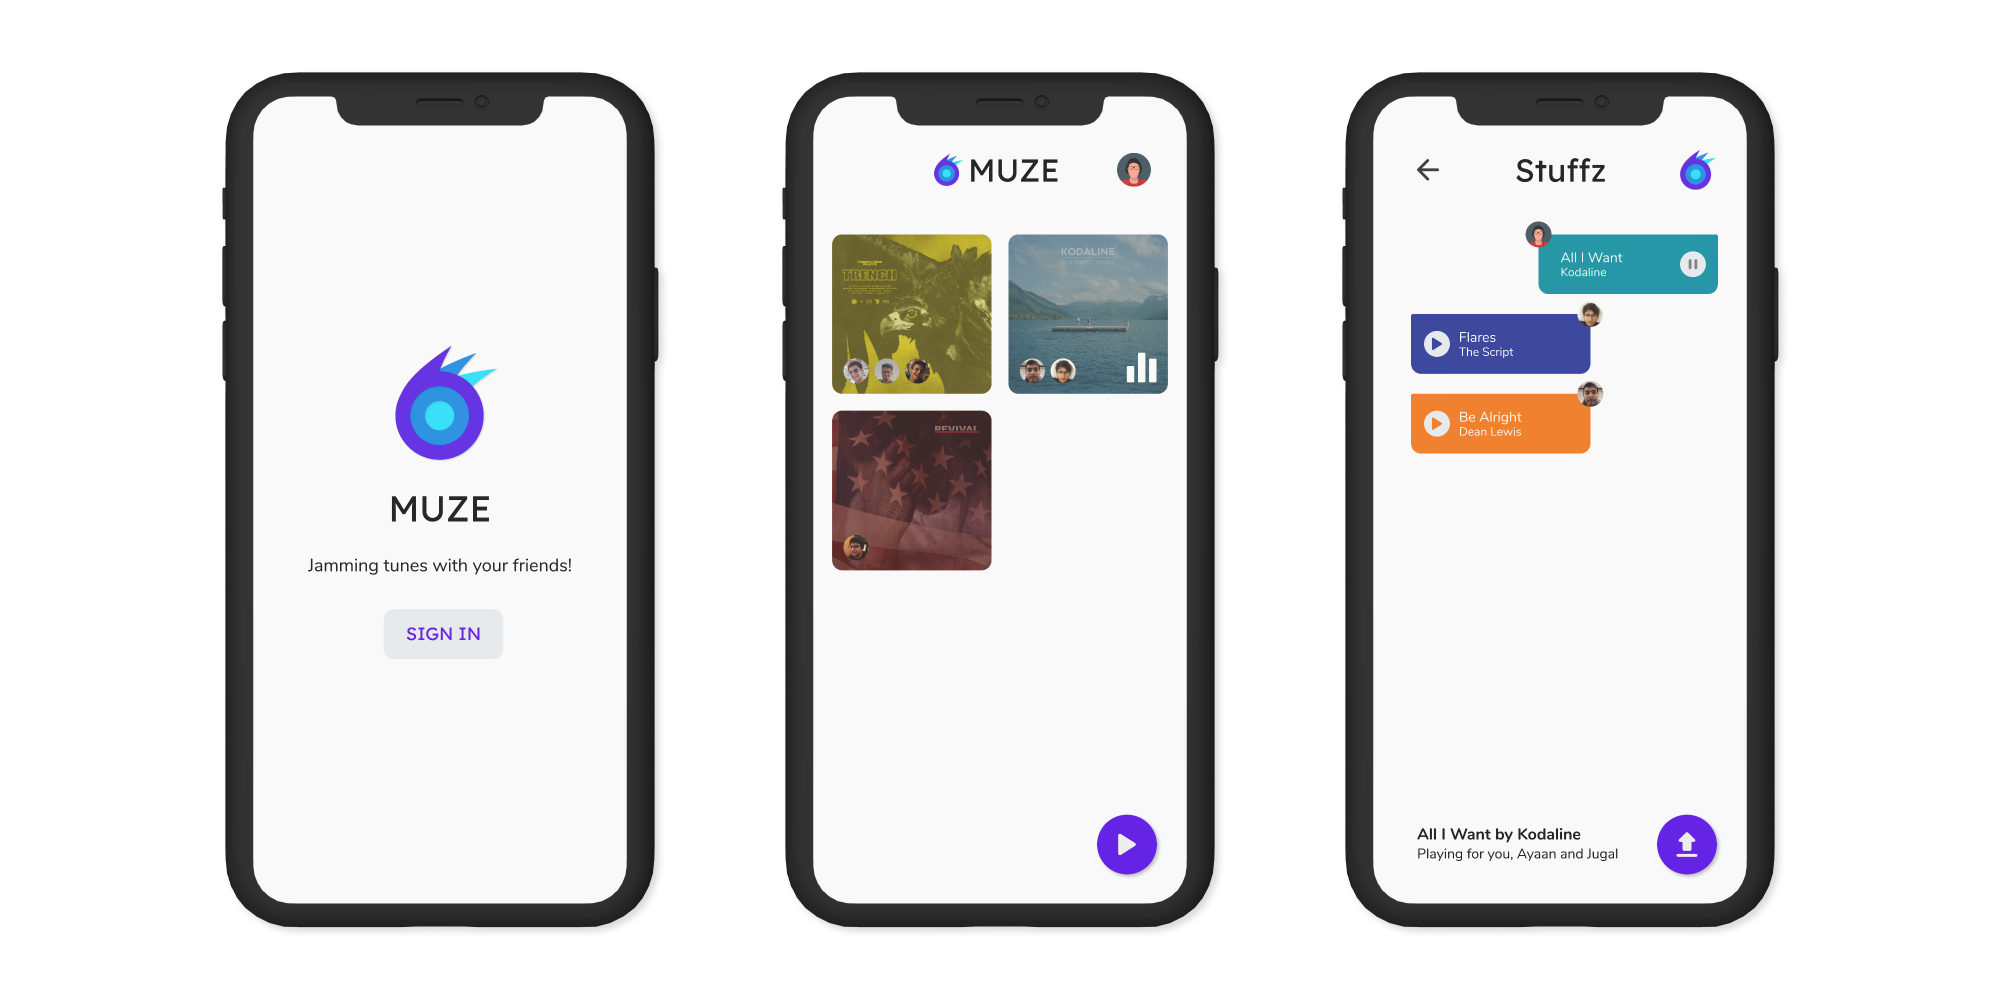 MUZE
Jamming tunes with your friends!
SIGN IN
MUZE
TRENCH
KODALINE
REVIVAL
Stuffz
All I Want
Kodaline
Flares
The Script
Be Alright
Dean Lewis
All I Want by Kodaline
Playing for you, Ayaan and Jugal